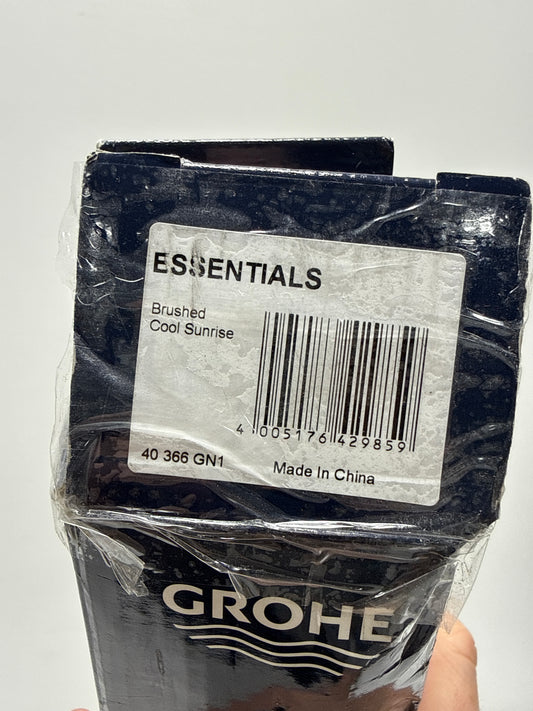 ESSENTIALS
Brushed
Cool Sunrise
4 005176 429859
40 366 GN1
Made In China
GROHE